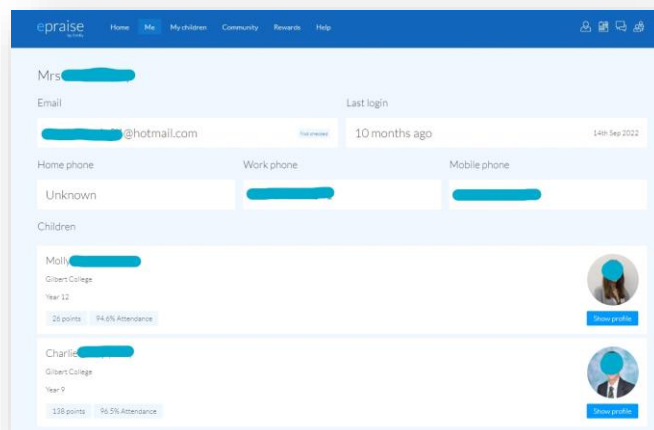 epraise
Home Me My children Community Rewards Help
Mrs
Email Last login
@hotmail.com 10 months ago 14th Sep 2022
Home phone Work phone Mobile phone
Unknown
Children
Molly
Gilbert College
Year 12
26 points 94.6% Attendance
Show profile
Charlie
Gilbert College
Year 9
138 points 96.5% Attendance
Show profile